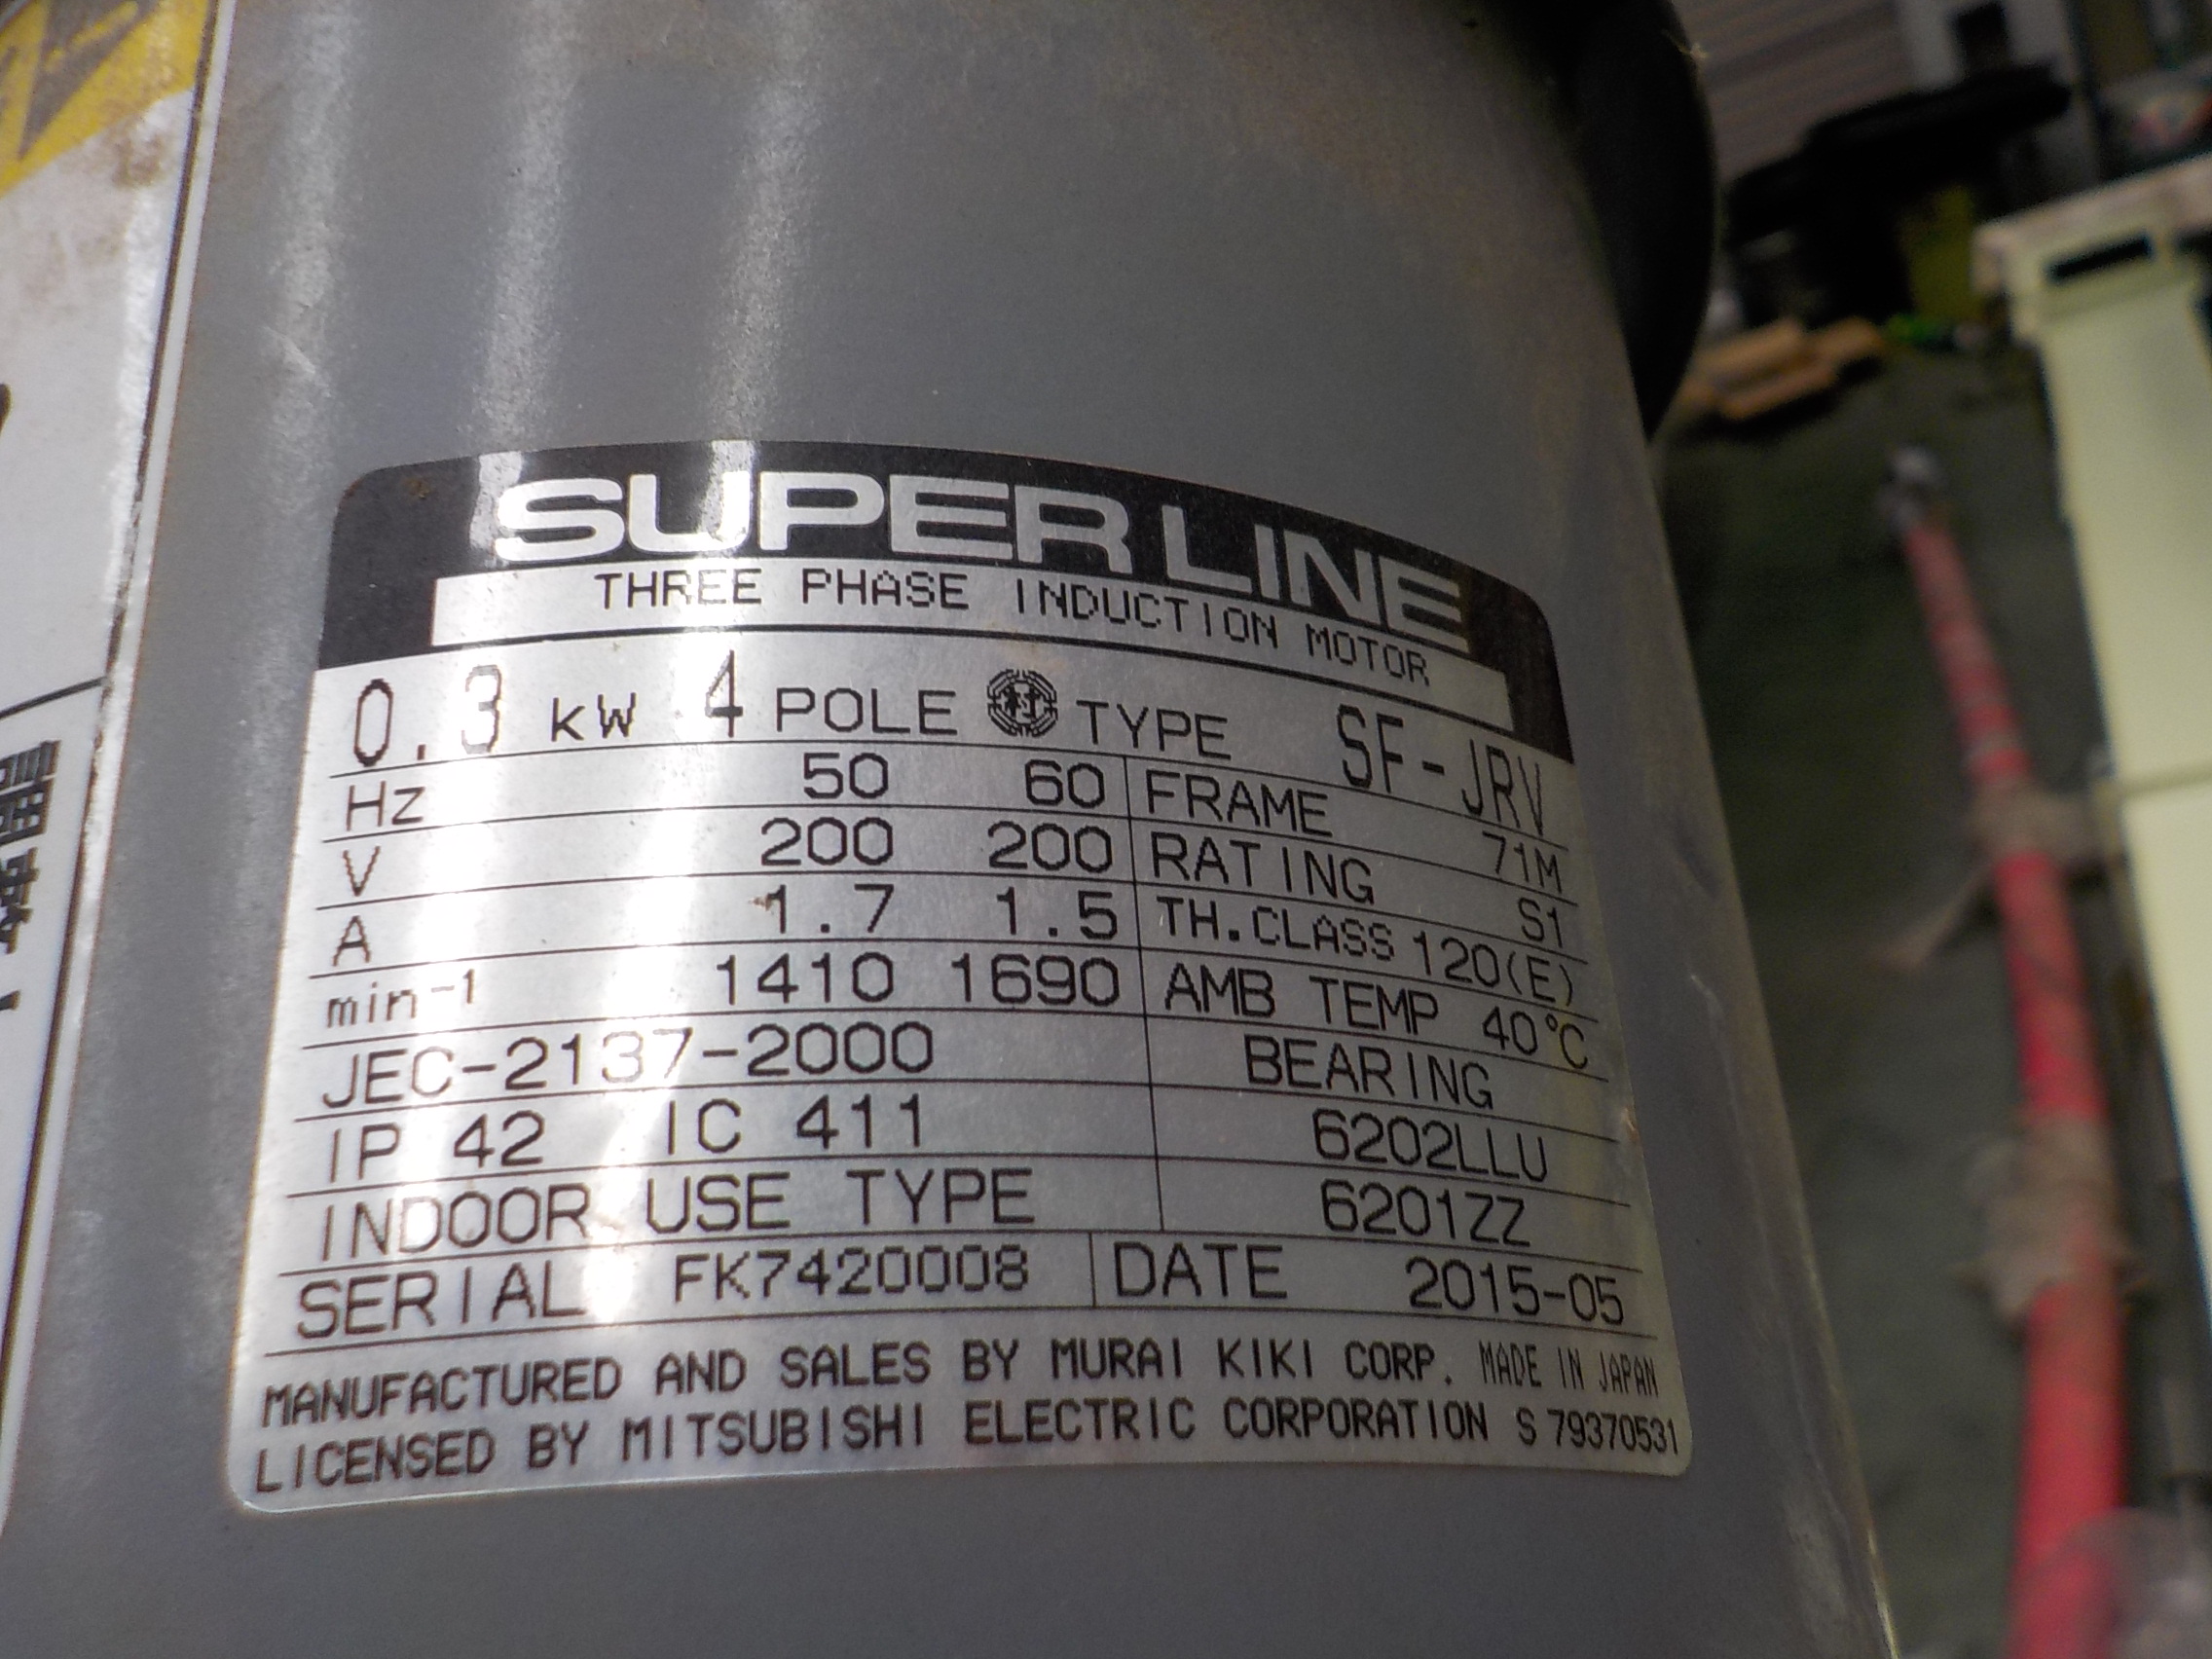 SUPER LINE
THREE PHASE INDUCTION MOTOR
0.3 kW 4 POLE 村 TYPE SF-JRV
Hz 50 60 FRAME 71M
V 200 200 RATING S1
A 1.7 1.5 TH.CLASS 120(E)
min⁻¹ 1410 1690 AMB TEMP 40°C
JEC-2137-2000 BEARING
IP 42 IC 411 6202LLU
INDOOR USE TYPE 6201ZZ
SERIAL FK7420008 DATE 2015-05
MANUFACTURED AND SALES BY MURAI KIKI CORP. MADE IN JAPAN
LICENSED BY MITSUBISHI ELECTRIC CORPORATION S 79370531